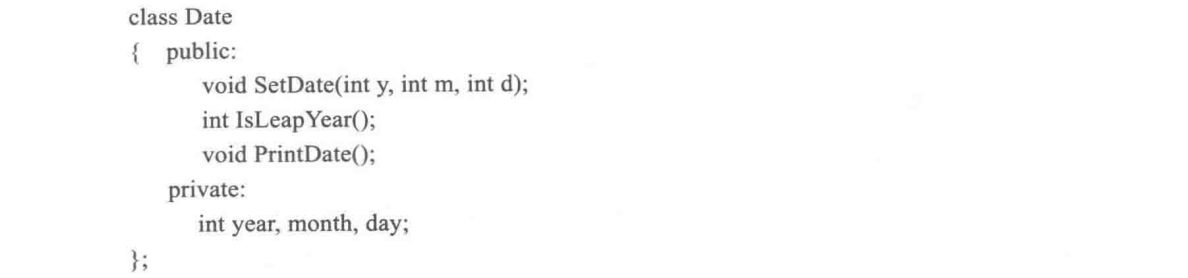 class Date
{ public:
void SetDate(int y, int m, int d);
int IsLeapYear();
void PrintDate();
private:
int year, month, day;
};